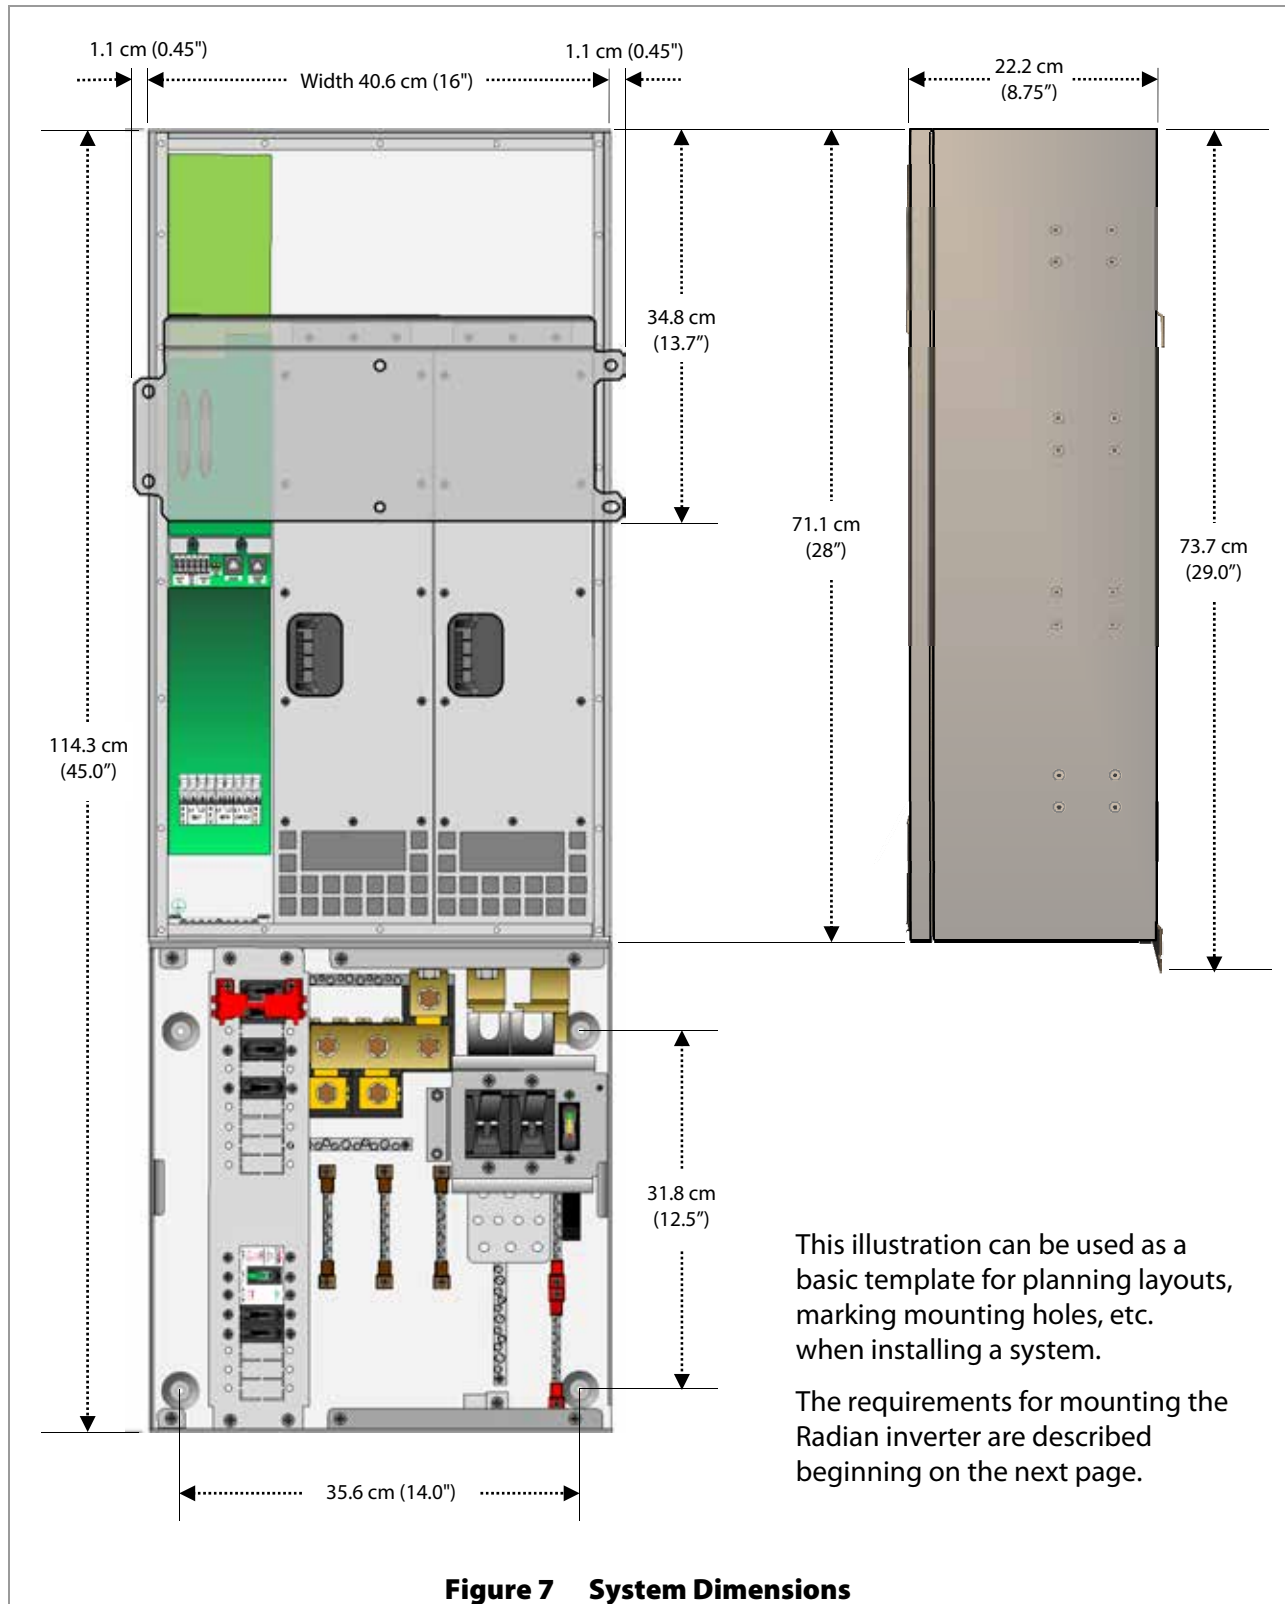 1.1 cm (0.45")
1.1 cm (0.45")
Width 40.6 cm (16")
22.2 cm
(8.75″)
34.8 cm
(13.7″)
71.1 cm
(28″)
73.7 cm
(29.0″)
114.3 cm
(45.0″)
31.8 cm
(12.5″)
This illustration can be used as a
basic template for planning layouts,
marking mounting holes, etc.
when installing a system.
The requirements for mounting the
Radian inverter are described
beginning on the next page.
35.6 cm (14.0")
Figure 7 System Dimensions